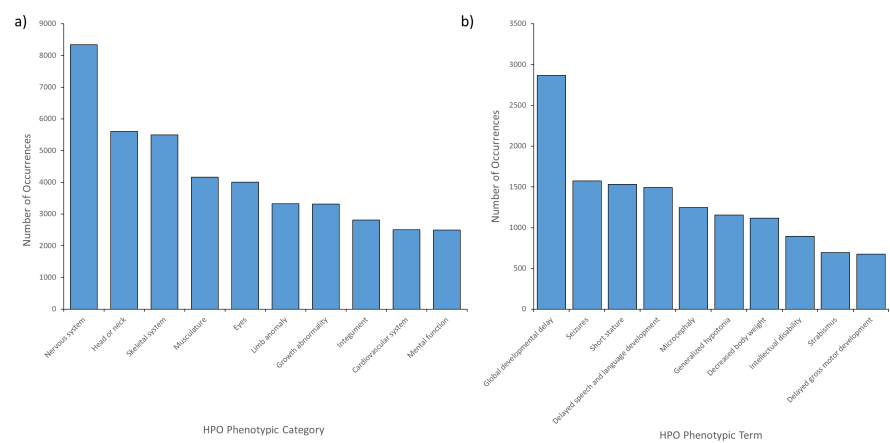 a)
9000
8000
7000
6000
5000
4000
3000
2000
1000
0
Number of Occurrences
Nervous system
Head or neck
Skeletal system
Musculature
Eyes
Limb anomaly
Growth abnormality
Integument
Cardiovascular system
Mental function
HPO Phenotypic Category
b)
3500
3000
2500
2000
1500
1000
500
0
Number of Occurrences
Global developmental delay
Seizures
Short stature
Delayed speech and language development
Microcephaly
Generalized hypotonia
Decreased body weight
Intellectual disability
Strabismus
Delayed gross motor development
HPO Phenotypic Term